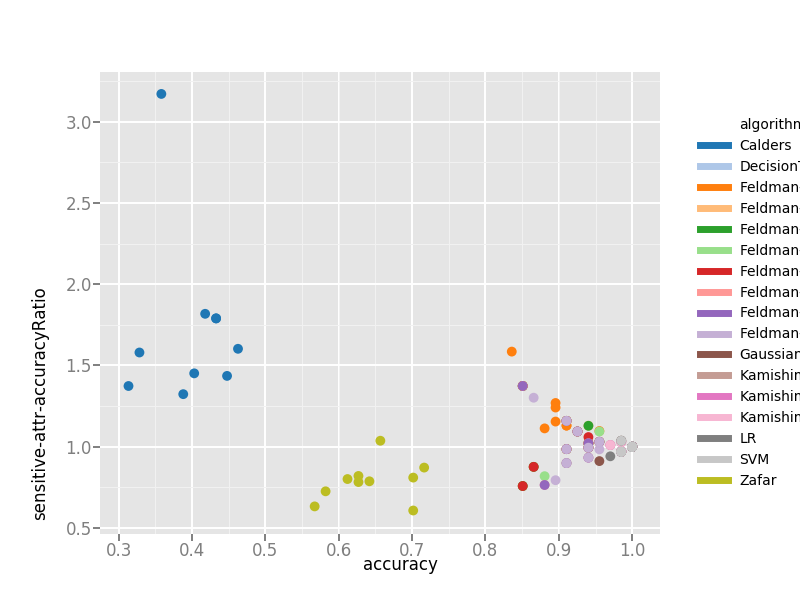 algorithm
Calders
DecisionT
Feldman-
Feldman-
Feldman-
Feldman-
Feldman-
Feldman-
Feldman-
Feldman-
Gaussian
Kamishin
Kamishin
Kamishin
LR
SVM
Zafar
sensitive-attr-accuracyRatio
3.0
2.5
2.0
1.5
1.0
0.5
0.3 0.4 0.5 0.6 0.7 0.8 0.9 1.0
accuracy